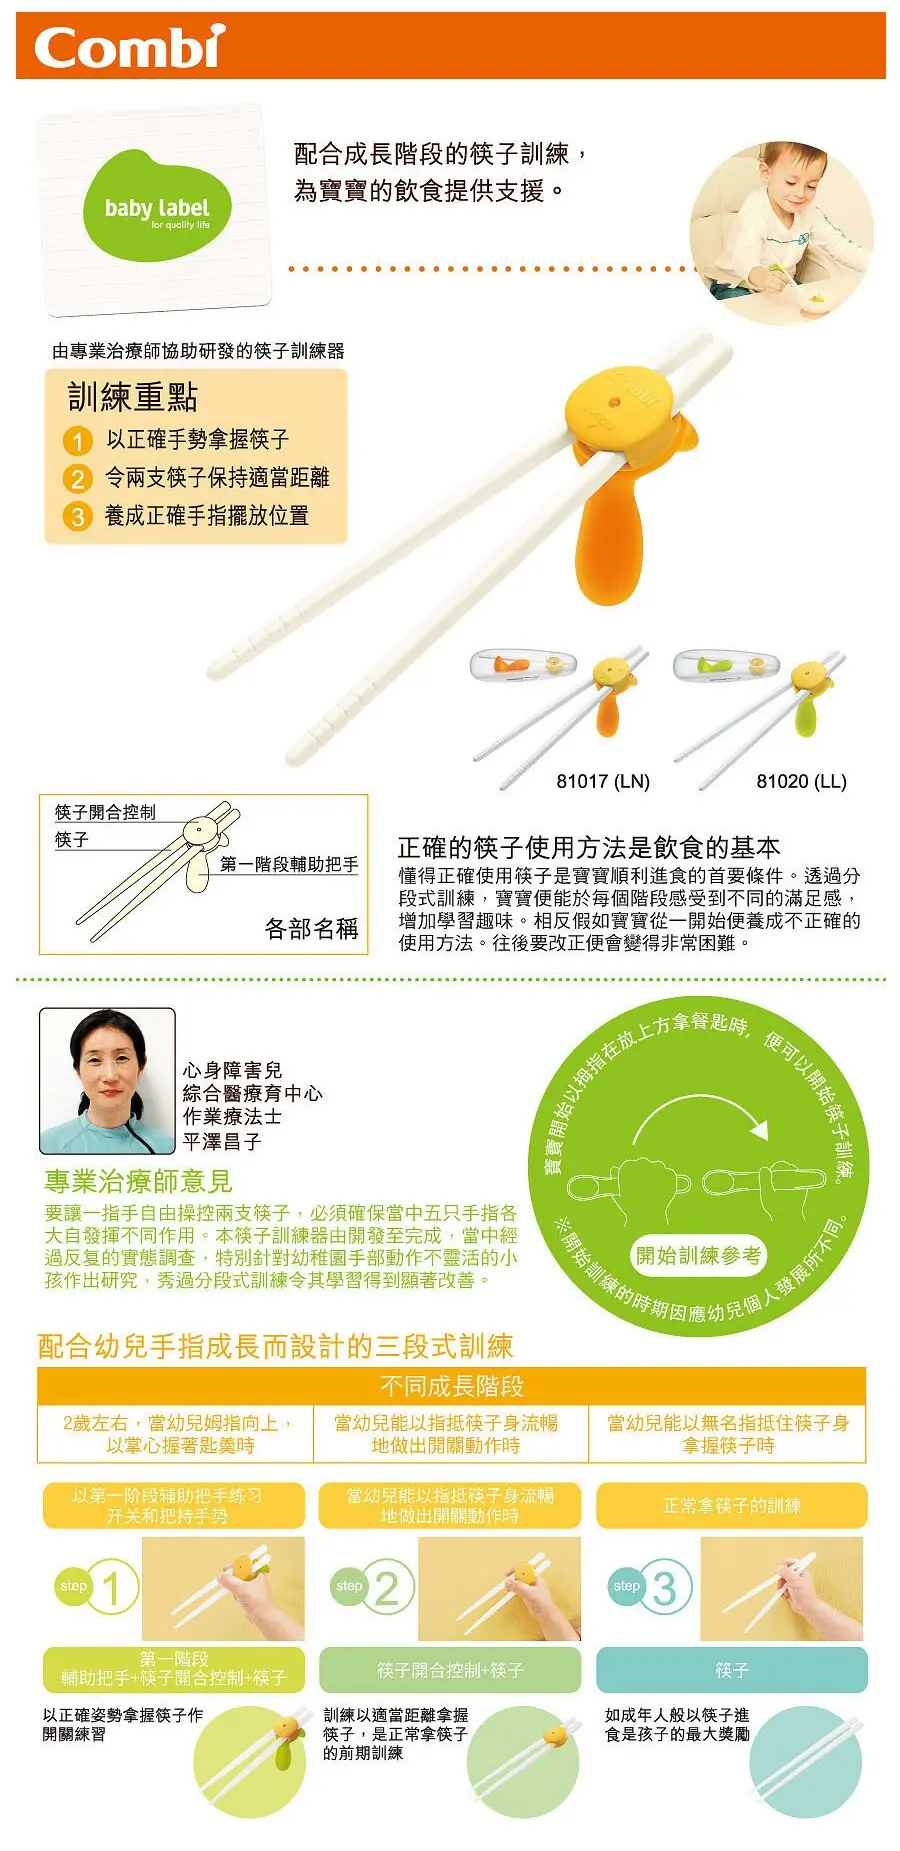 Combi
baby label
for quality life
配合成長階段的筷子訓練，
為寶寶的飲食提供支援。
由專業治療師協助研發的筷子訓練器
訓練重點
1 以正確手勢拿握筷子
2 令兩支筷子保持適當距離
3 養成正確手指擺放位置
Combi
81017 (LN)
81020 (LL)
筷子開合控制
筷子
第一階段輔助把手
各部名稱
正確的筷子使用方法是飲食的基本
懂得正確使用筷子是寶寶順利進食的首要條件。透過分
段式訓練，寶寶便能於每個階段感受到不同的滿足感，
增加學習趣味。相反假如寶寶從一開始便養成不正確的
使用方法。往後要改正便會變得非常困難。
心身障害兒
綜合醫療育中心
作業療法士
平澤昌子
專業治療師意見
要讓一指手自由操控兩支筷子，必須確保當中五只手指各
大自發揮不同作用。本筷子訓練器由開發至完成，當中經
過反复的實態調查，特別針對幼稚園手部動作不靈活的小
孩作出研究，秀過分段式訓練令其學習得到顯著改善。
寶寶開始以拇指在放上方拿餐匙時，便可以開始筷子訓練。
開始訓練參考
※開始訓練的時期因應幼兒個人發展所不同。
配合幼兒手指成長而設計的三段式訓練
不同成長階段
2歲左右，當幼兒姆指向上，
以掌心握著匙羹時
當幼兒能以指抵筷子身流暢
地做出開關動作時
當幼兒能以無名指抵住筷子身
拿握筷子時
以第一阶段辅助把手练习
开关和把持手势
當幼兒能以指抵筷子身流暢
地做出開關動作時
正常拿筷子的訓練
step 1
step 2
step 3
第一階段
輔助把手+筷子開合控制+筷子
筷子開合控制+筷子
筷子
以正確姿勢拿握筷子作
開關練習
訓練以適當距離拿握
筷子，是正常拿筷子
的前期訓練
如成年人般以筷子進
食是孩子的最大獎勵